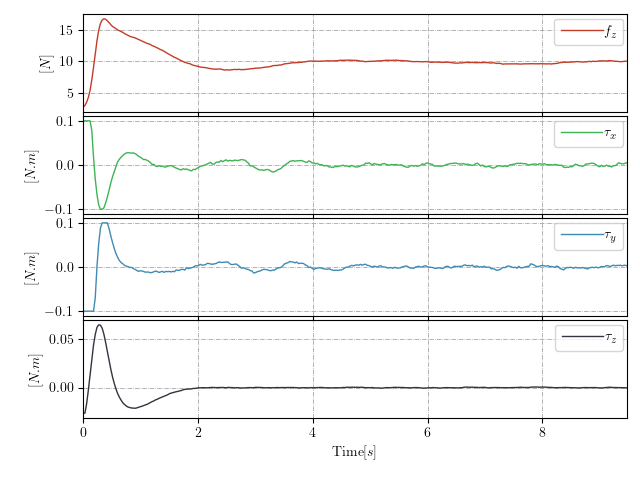 15
10
5
[N]
f_z
0.1
0.0
−0.1
[N.m]
τ_x
0.1
0.0
−0.1
[N.m]
τ_y
0.05
0.00
[N.m]
τ_z
0 2 4 6 8
Time[s]